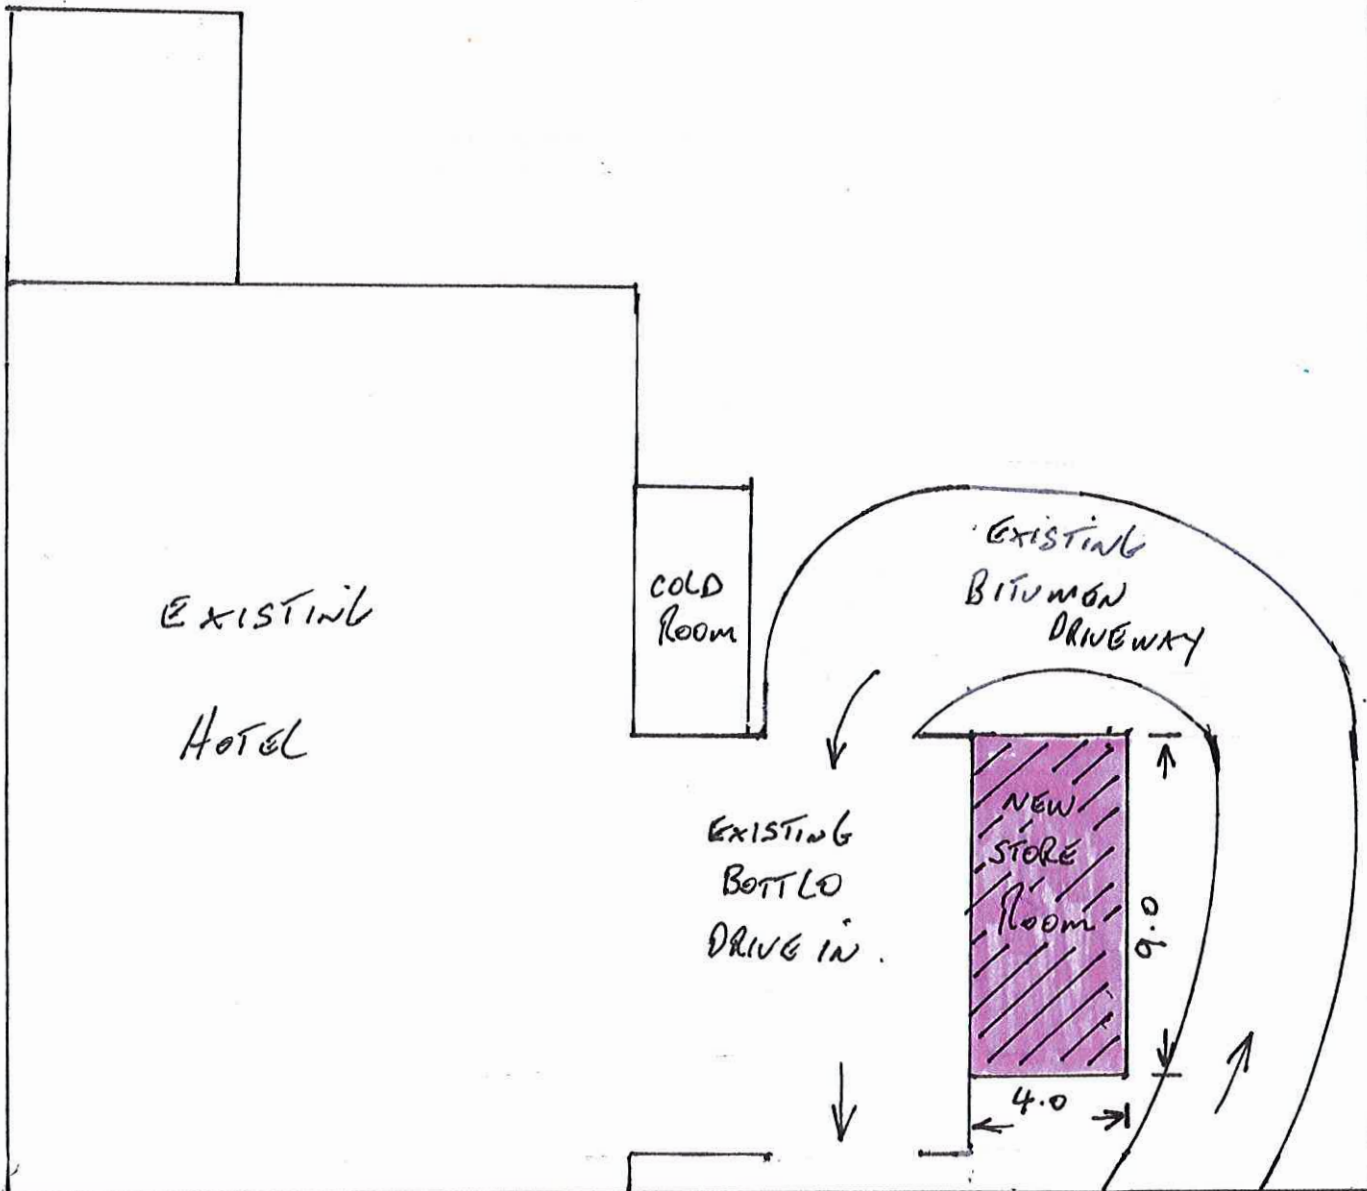 EXISTING
HOTEL
COLD
ROOM
EXISTING
BITUMEN
DRIVEWAY
EXISTING
BOTTLO
DRIVE IN.
NEW
STORE
ROOM
9.0
4.0